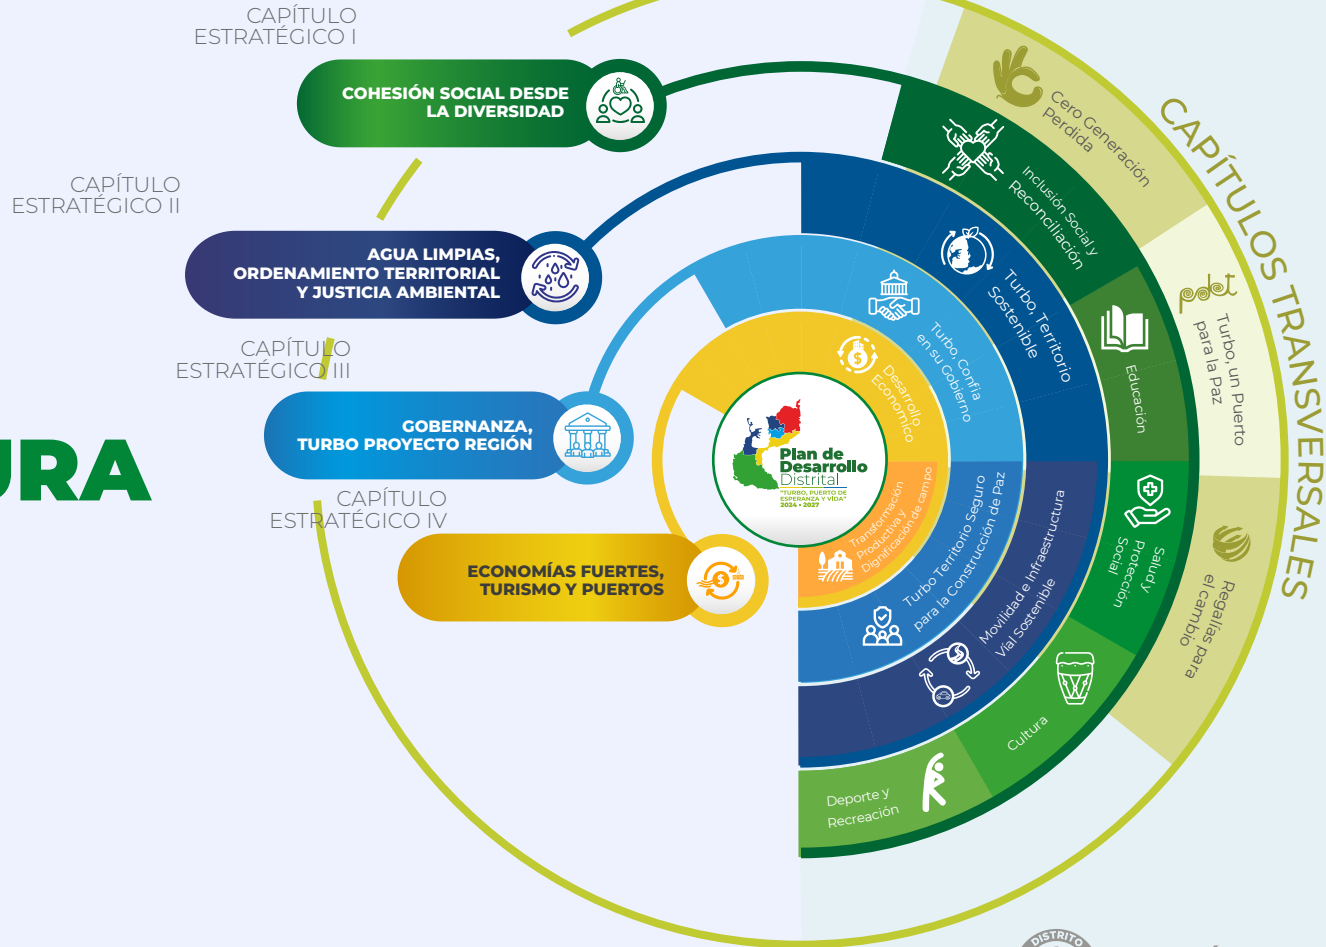 CAPÍTULO
ESTRATÉGICO I
COHESIÓN SOCIAL DESDE
LA DIVERSIDAD
CAPÍTULO
ESTRATÉGICO II
AGUA LIMPIAS,
ORDENAMIENTO TERRITORIAL
Y JUSTICIA AMBIENTAL
CAPÍTULO
ESTRATÉGICO III
GOBERNANZA,
TURBO PROYECTO REGIÓN
URA
CAPÍTULO
ESTRATÉGICO IV
ECONOMÍAS FUERTES,
TURISMO Y PUERTOS
Plan de
Desarrollo
Distrital
"TURBO, PUERTO DE
ESPERANZA Y VIDA"
2024 • 2027
Desarrollo
Economico
Transformación
Productiva y
Dignificación de campo
Turbo, Confía
en su Gobierno
Turbo Territorio Seguro
para la Construcción de Paz
Turbo, Territorio
Sostenible
Movilidad e Infraestructura
Víal Sostenible
Inclusión Social y
Reconciliación
Educación
Salud y
Protección
Social
Cultura
Deporte y
Recreación
Cero Generación
Perdida
pdet
Turbo, un Puerto
para la Paz
Regalías para
el cambio
CAPÍTULOS TRANSVERSALES
DISTRITO